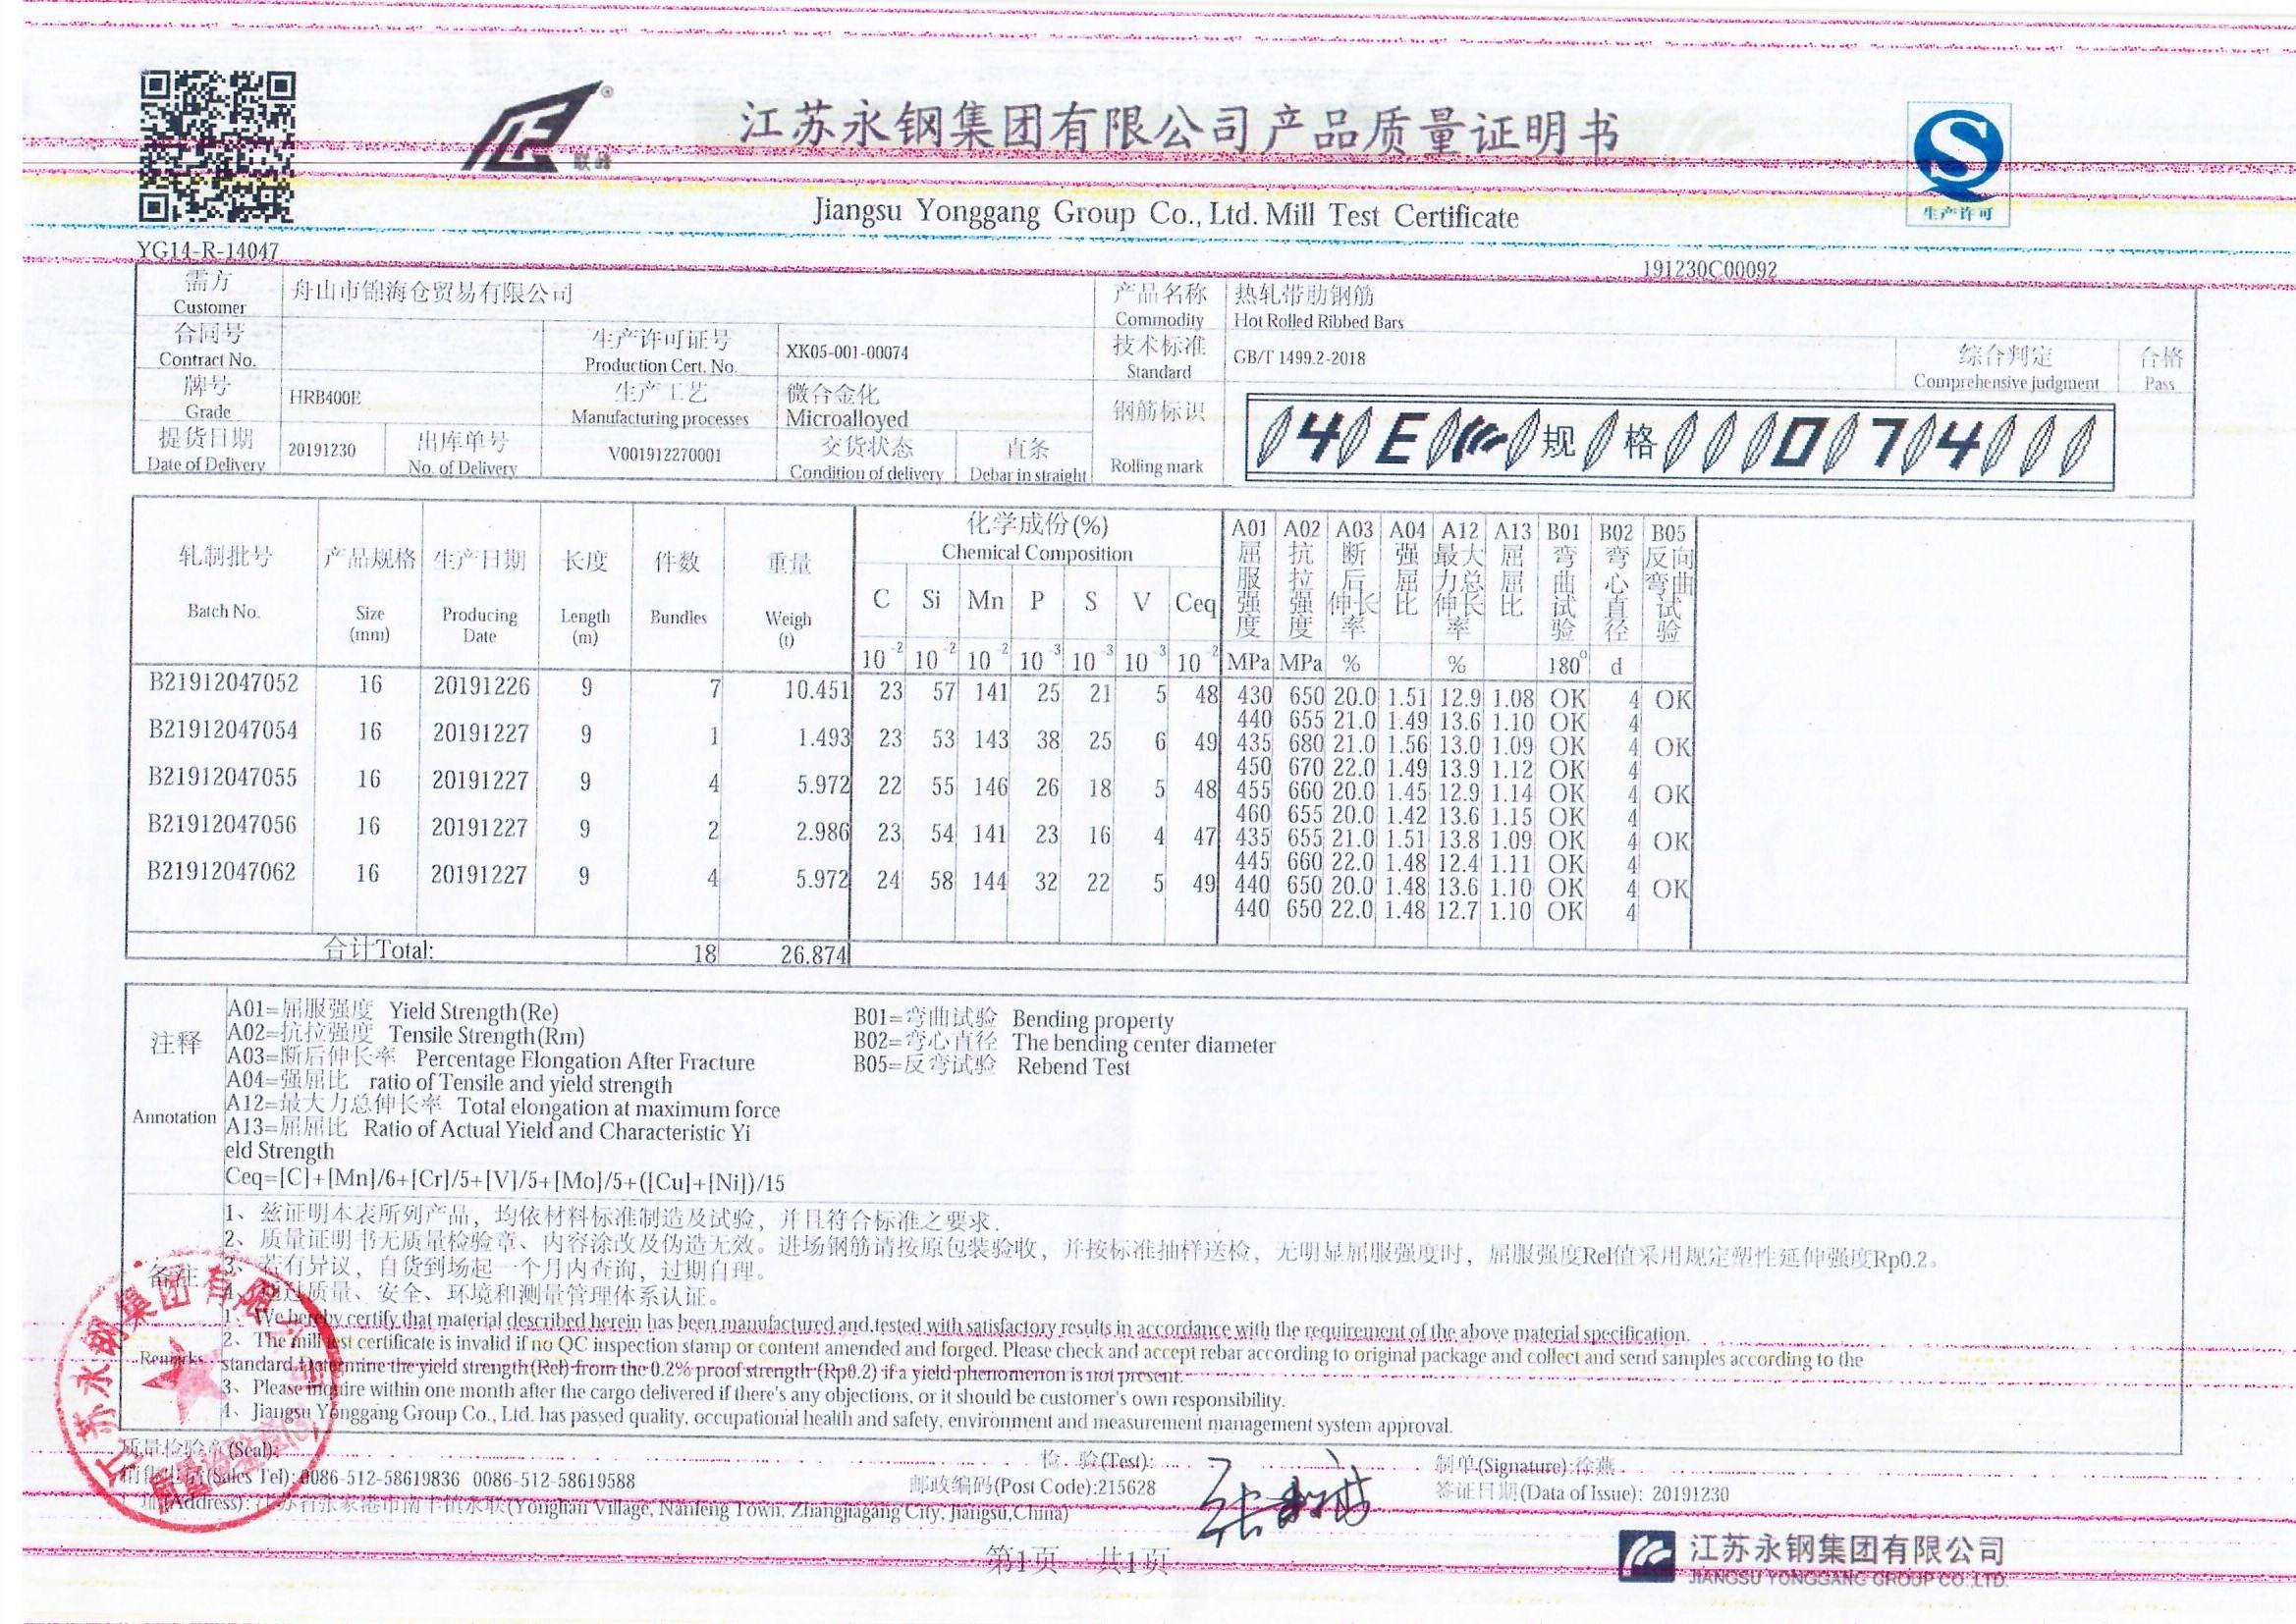 江苏永钢集团有限公司产品质量证明书
联峰
Jiangsu Yonggang Group Co., Ltd. Mill Test Certificate
生产许可
YG14-R-14047
191230C00092
需方 Customer 舟山市锦海仓贸易有限公司 产品名称 Commodity 热轧带肋钢筋 Hot Rolled Ribbed Bars
合同号 Contract No. 生产许可证号 Production Cert. No. XK05-001-00074 技术标准 Standard GB/T 1499.2-2018 综合判定 Comprehensive judgment 合格 Pass
牌号 Grade HRB400E 生产工艺 Manufacturing processes 微合金化 Microalloyed 钢筋标识 Rolling mark 4 E 规 格 0 7 4
提货日期 Date of Delivery 20191230 出库单号 No. of Delivery V001912270001 交货状态 Condition of delivery 直条 Debar in straight
轧制批号 Batch No. 产品规格 Size (mm) 生产日期 Producing Date 长度 Length (m) 件数 Bundles 重量 Weigh (t) 化学成份(%) Chemical Composition
C Si Mn P S V Ceq
10-2 10-2 10-2 10-3 10-3 10-3 10-2
A01 屈服强度 MPa A02 抗拉强度 MPa A03 断后伸长率 % A04 强屈比 A12 最大力总伸长率 % A13 屈屈比 B01 弯曲试验 180° B02 弯心直径 d B05 反向弯曲试验
B21912047052 16 20191226 9 7 10.451 23 57 141 25 21 5 48 430 650 20.0 1.51 12.9 1.08 OK 4 OK
440 655 21.0 1.49 13.6 1.10 OK 4
B21912047054 16 20191227 9 1 1.493 23 53 143 38 25 6 49 435 680 21.0 1.56 13.0 1.09 OK 4 OK
450 670 22.0 1.49 13.9 1.12 OK 4
B21912047055 16 20191227 9 4 5.972 22 55 146 26 18 5 48 455 660 20.0 1.45 12.9 1.14 OK 4 OK
460 655 20.0 1.42 13.6 1.15 OK 4
B21912047056 16 20191227 9 2 2.986 23 54 141 23 16 4 47 435 655 21.0 1.51 13.8 1.09 OK 4 OK
445 660 22.0 1.48 12.4 1.11 OK 4
B21912047062 16 20191227 9 4 5.972 24 58 144 32 22 5 49 440 650 20.0 1.48 13.6 1.10 OK 4 OK
440 650 22.0 1.48 12.7 1.10 OK 4
合计Total: 18 26.874
注释 Annotation
A01=屈服强度 Yield Strength(Re)
A02=抗拉强度 Tensile Strength(Rm)
A03=断后伸长率 Percentage Elongation After Fracture
A04=强屈比 ratio of Tensile and yield strength
A12=最大力总伸长率 Total elongation at maximum force
A13=屈屈比 Ratio of Actual Yield and Characteristic Yi
eld Strength
Ceq=[C]+[Mn]/6+[Cr]/5+[V]/5+[Mo]/5+([Cu]+[Ni])/15
B01=弯曲试验 Bending property
B02=弯心直径 The bending center diameter
B05=反弯试验 Rebend Test
备注 Remarks
1、兹证明本表所列产品，均依材料标准制造及试验，并且符合标准之要求.
2、质量证明书无质量检验章、内容涂改及伪造无效。进场钢筋请按原包装验收，并按标准抽样送检，无明显屈服强度时，屈服强度Rel值采用规定塑性延伸强度Rp0.2。
3、若有异议，自货到场起一个月内查询，过期自理。
4、通过质量、安全、环境和测量管理体系认证。
1、We hereby certify that material described herein has been manufactured and tested with satisfactory results in accordance with the requirement of the above material specification.
2、The mill test certificate is invalid if no QC inspection stamp or content amended and forged. Please check and accept rebar according to original package and collect and send samples according to the
standard.Determine the yield strength(Rel) from the 0.2% proof strength (Rp0.2) if a yield phenomenon is not present.
3、Please inquire within one month after the cargo delivered if there's any objections, or it should be customer's own responsibility.
4、Jiangsu Yonggang Group Co., Ltd. has passed quality, occupational health and safety, environment and measurement management system approval.
江苏永钢集团有限公司
质量检验章(Seal): 检 验(Test): 制单(Signature):徐燕
销售电话(Sales Tel): 0086-512-58619836 0086-512-58619588 邮政编码(Post Code):215628 签证日期(Data of Issue): 20191230
地址(Address): 江苏省张家港市南丰镇永联(Yonglian Village, Nanfeng Town, Zhangjiagang City, Jiangsu,China)
第1页 共1页
江苏永钢集团有限公司
JIANGSU YONGGANG GROUP CO.,LTD.